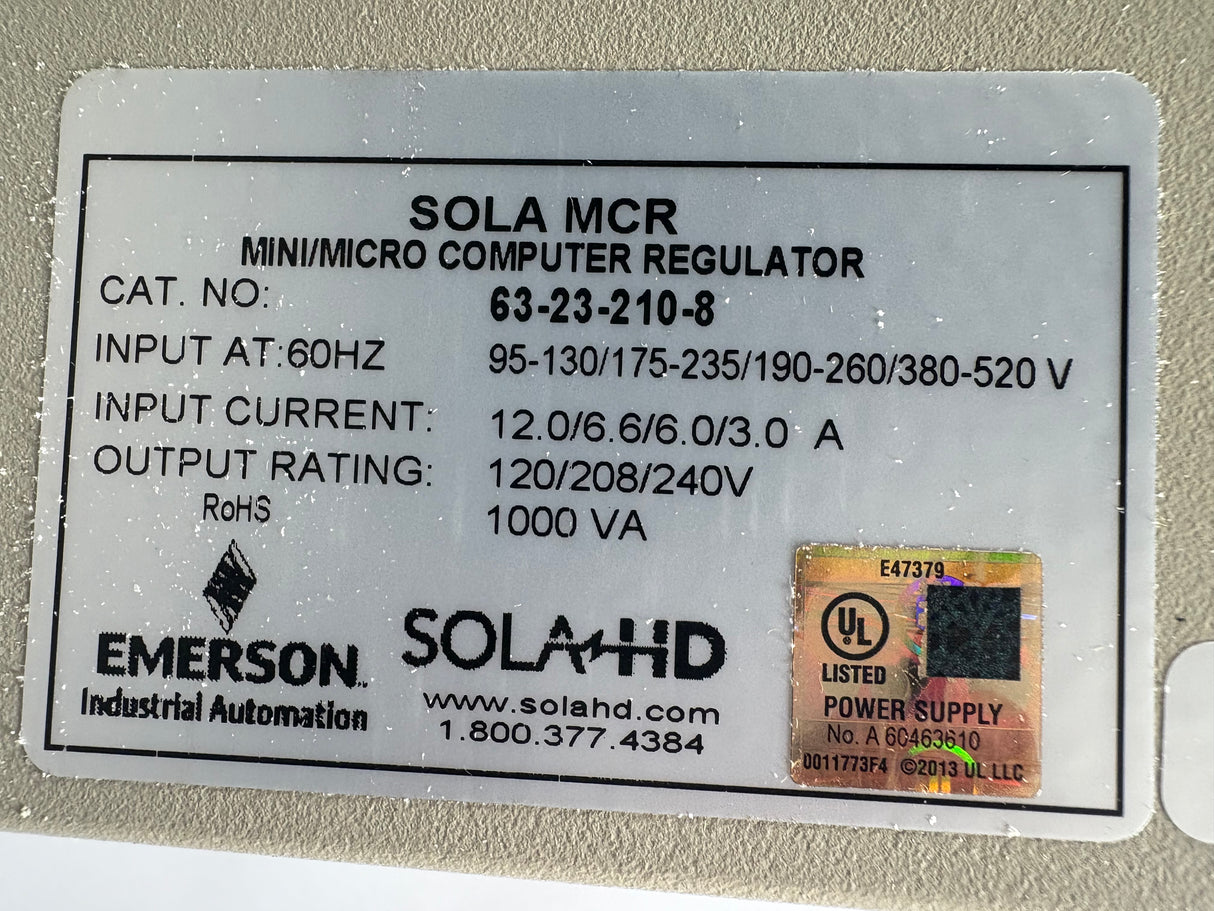 SOLA MCR
MINI/MICRO COMPUTER REGULATOR
CAT. NO: 63-23-210-8
INPUT AT:60HZ 95-130/175-235/190-260/380-520 V
INPUT CURRENT: 12.0/6.6/6.0/3.0 A
OUTPUT RATING: 120/208/240V
RoHS 1000 VA
EMERSON
Industrial Automation
SOLA HD
www.solahd.com
1.800.377.4384
E47379
UL
LISTED
POWER SUPPLY
No. A 60463610
0011773F4 ©2013 UL LLC